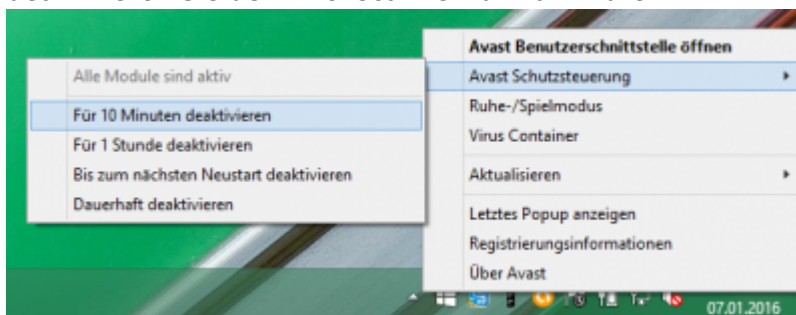 Avast Benutzerschnittstelle öffnen
Avast Schutzsteuerung
Ruhe-/Spielmodus
Virus Container
Aktualisieren
Letztes Popup anzeigen
Registrierungsinformationen
Über Avast
Alle Module sind aktiv
Für 10 Minuten deaktivieren
Für 1 Stunde deaktivieren
Bis zum nächsten Neustart deaktivieren
Dauerhaft deaktivieren
07.01.2016